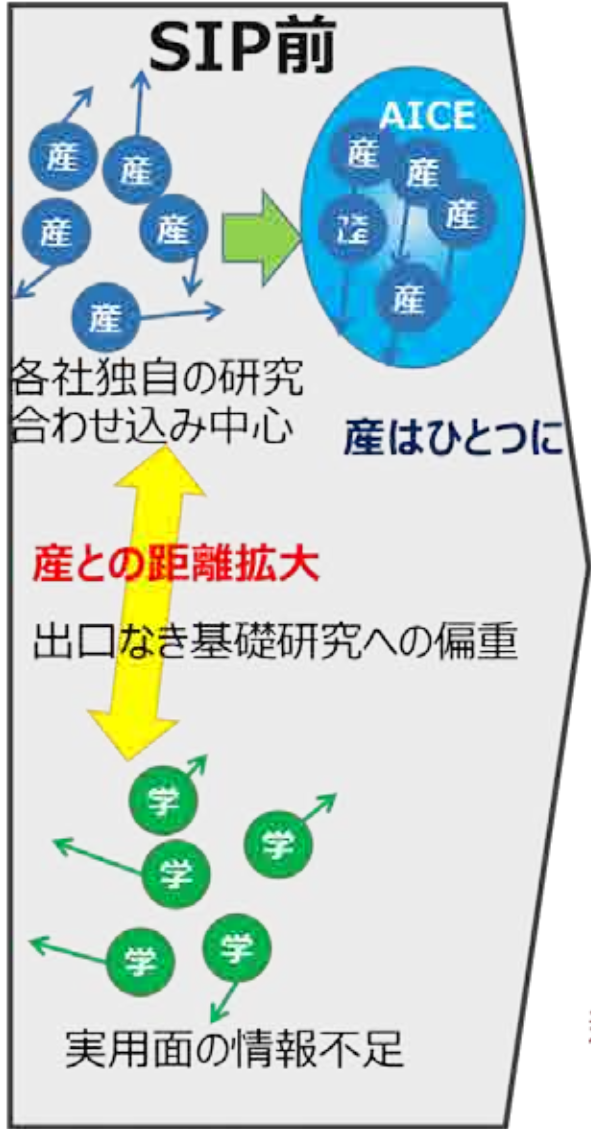 SIP前
AICE
産
産
産
産
産
産
産
産
産
産
各社独自の研究
合わせ込み中心
産はひとつに
産との距離拡大
出口なき基礎研究への偏重
学
学
学
学
学
実用面の情報不足